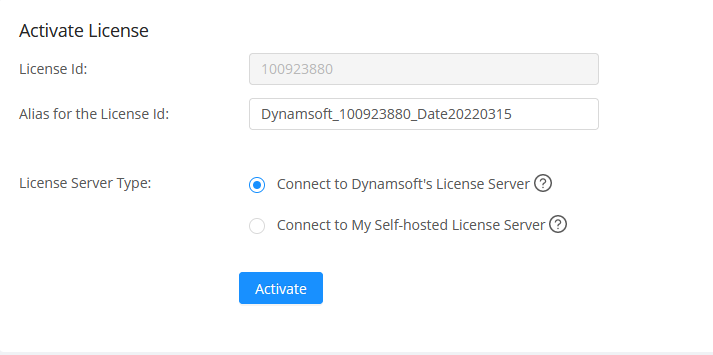 Activate License
License Id:
100923880
Alias for the License Id:
Dynamsoft_100923880_Date20220315
License Server Type:
Connect to Dynamsoft's License Server ?
Connect to My Self-hosted License Server ?
Activate